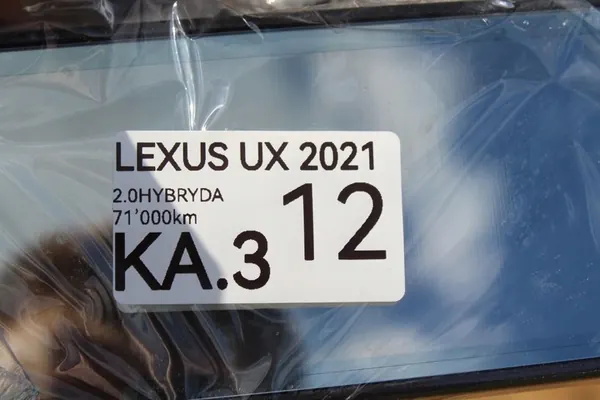 LEXUS UX 2021
2.0HYBRYDA
71'000km
12
KA.3